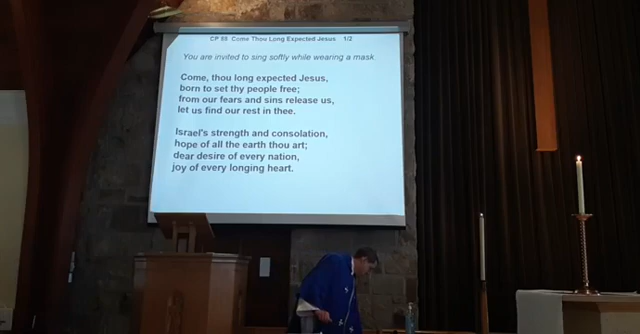 CP 88 Come Thou Long Expected Jesus 1/2
You are invited to sing softly while wearing a mask.
Come, thou long expected Jesus,
born to set thy people free;
from our fears and sins release us,
let us find our rest in thee.
Israel's strength and consolation,
hope of all the earth thou art;
dear desire of every nation,
joy of every longing heart.